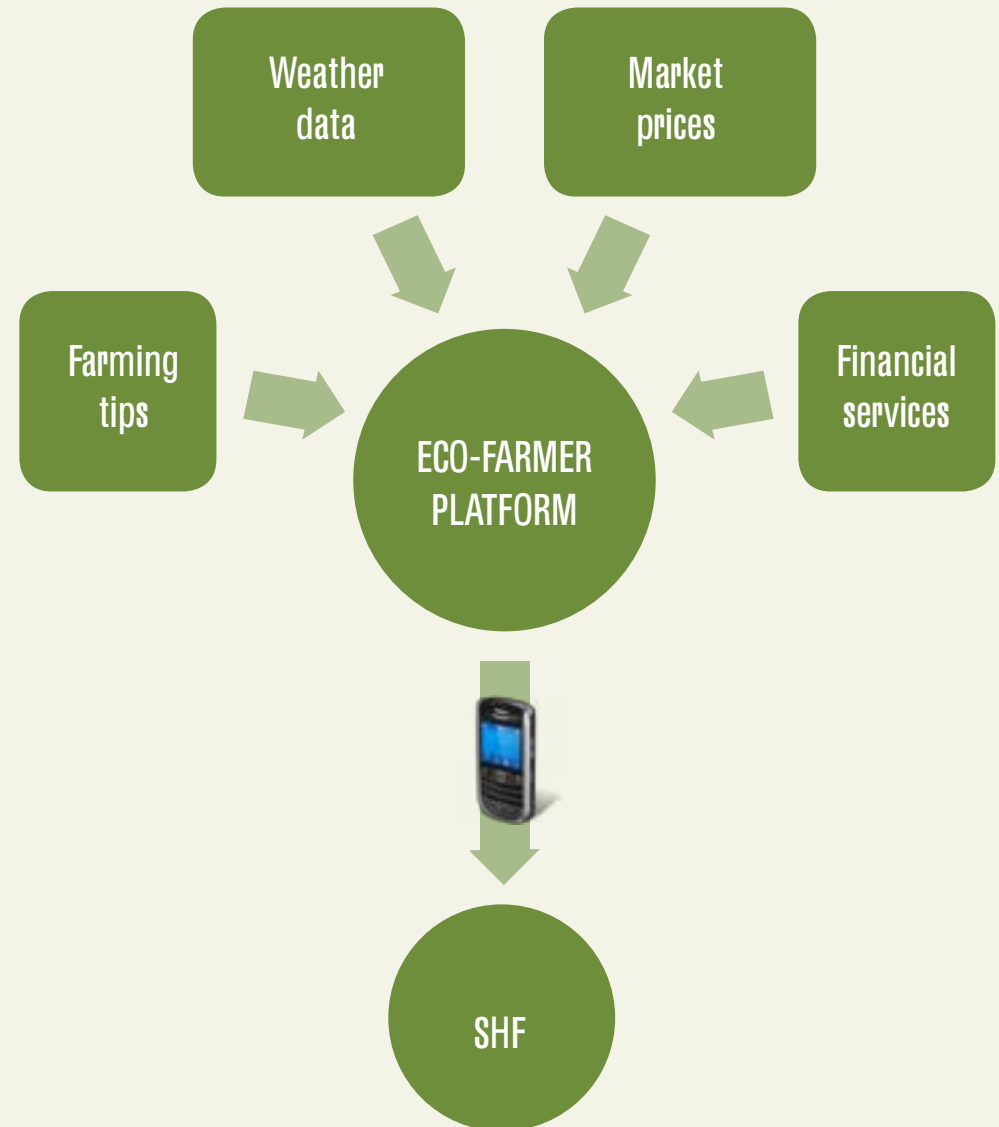 Weather
data
Market
prices
Farming
tips
Financial
services
ECO-FARMER
PLATFORM
SHF